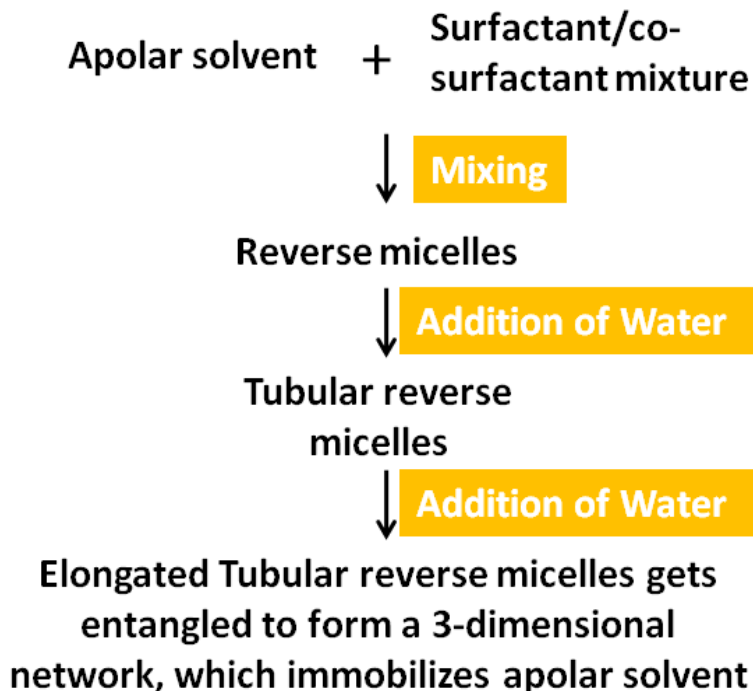 Apolar solvent + Surfactant/co-
surfactant mixture
Mixing
Reverse micelles
Addition of Water
Tubular reverse
micelles
Addition of Water
Elongated Tubular reverse micelles gets
entangled to form a 3-dimensional
network, which immobilizes apolar solvent